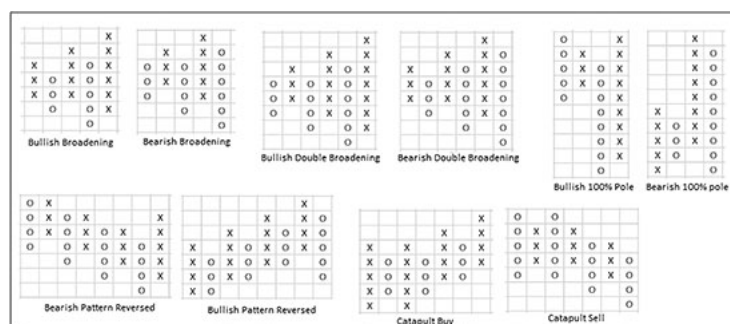 Bullish Broadening
Bearish Broadening
Bullish Double Broadening
Bearish Double Broadening
Bullish 100% Pole
Bearish 100% pole
Bearish Pattern Reversed
Bullish Pattern Reversed
Catapult Buy
Catapult Sell